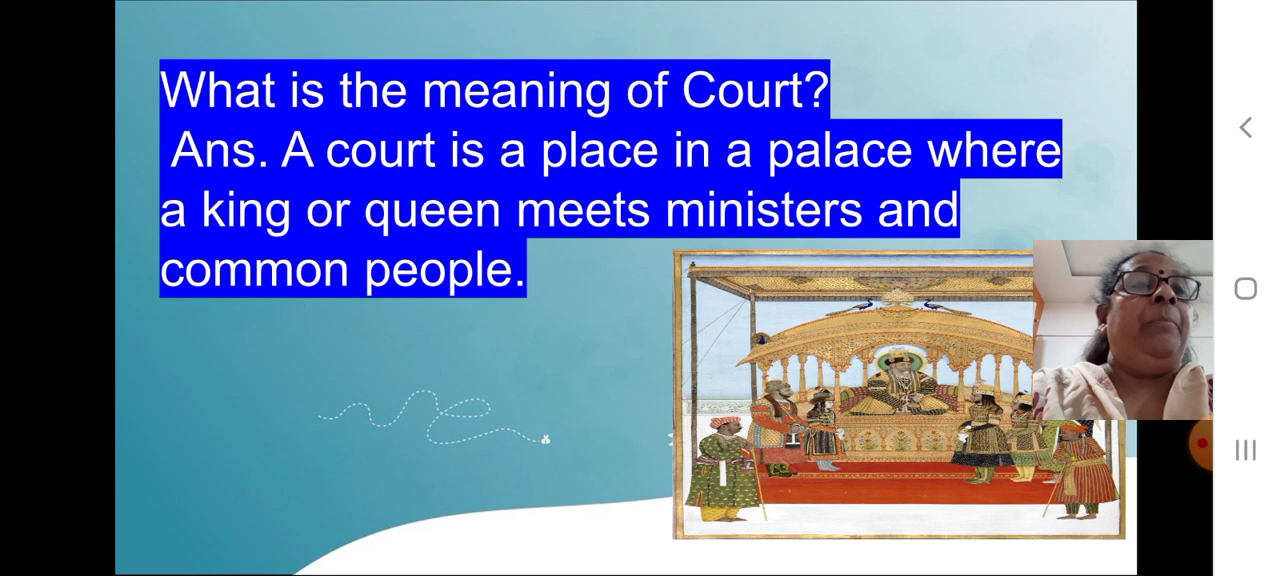 What is the meaning of Court?
Ans. A court is a place in a palace where
a king or queen meets ministers and
common people.